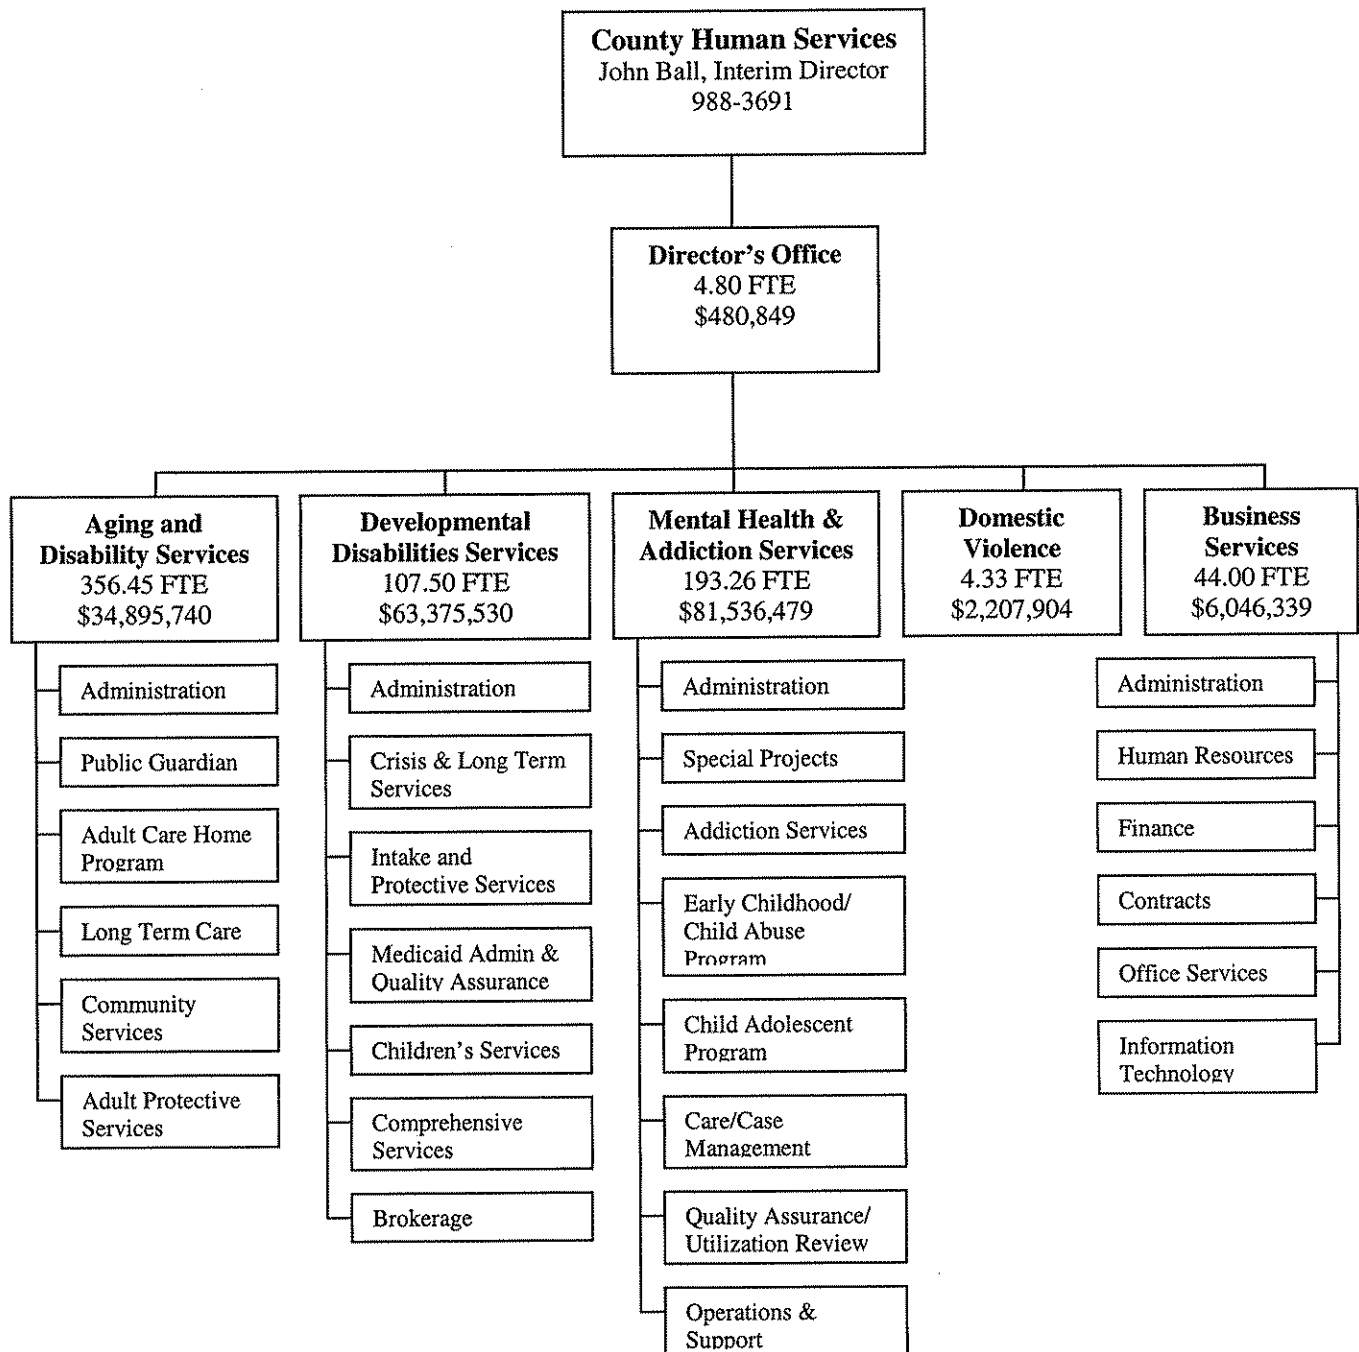 County Human Services
John Ball, Interim Director
988-3691
Director's Office
4.80 FTE
$480,849
Aging and
Disability Services
356.45 FTE
$34,895,740
Administration
Public Guardian
Adult Care Home
Program
Long Term Care
Community
Services
Adult Protective
Services
Developmental
Disabilities Services
107.50 FTE
$63,375,530
Administration
Crisis & Long Term
Services
Intake and
Protective Services
Medicaid Admin &
Quality Assurance
Children's Services
Comprehensive
Services
Brokerage
Mental Health &
Addiction Services
193.26 FTE
$81,536,479
Administration
Special Projects
Addiction Services
Early Childhood/
Child Abuse
Program
Child Adolescent
Program
Care/Case
Management
Quality Assurance/
Utilization Review
Operations &
Support
Domestic
Violence
4.33 FTE
$2,207,904
Business
Services
44.00 FTE
$6,046,339
Administration
Human Resources
Finance
Contracts
Office Services
Information
Technology